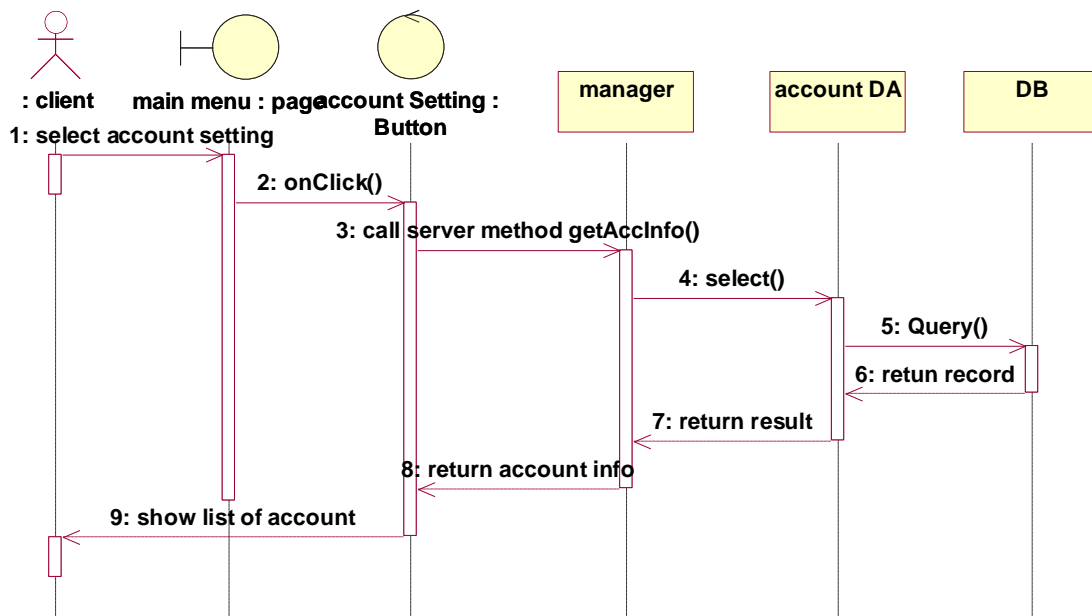 : client
main menu : page
account Setting :
Button
manager
account DA
DB
1: select account setting
2: onClick()
3: call server method getAccInfo()
4: select()
5: Query()
6: retun record
7: return result
8: return account info
9: show list of account